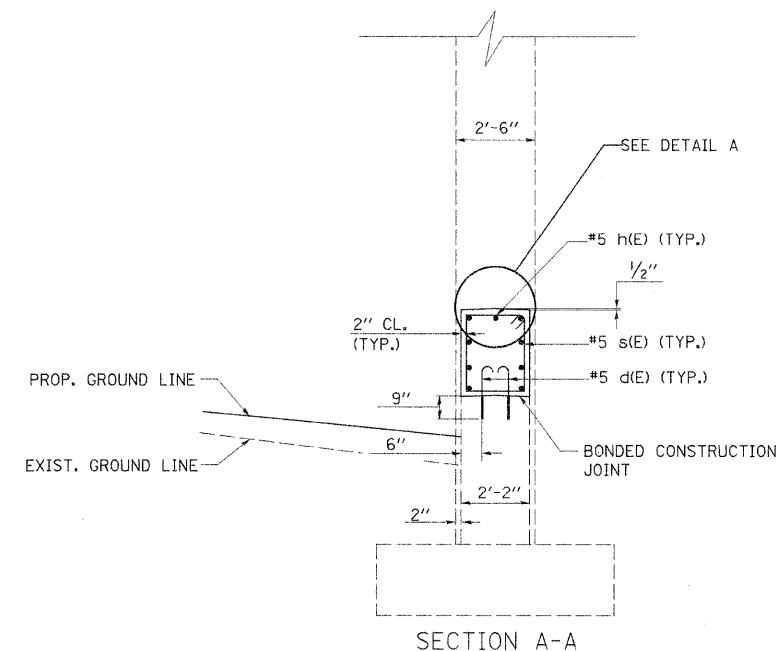 2'-6"
SEE DETAIL A
#5 h(E) (TYP.)
1/2"
2" CL.
(TYP.)
#5 s(E) (TYP.)
#5 d(E) (TYP.)
PROP. GROUND LINE
9"
EXIST. GROUND LINE
6"
BONDED CONSTRUCTION
JOINT
2'-2"
2"
SECTION A-A